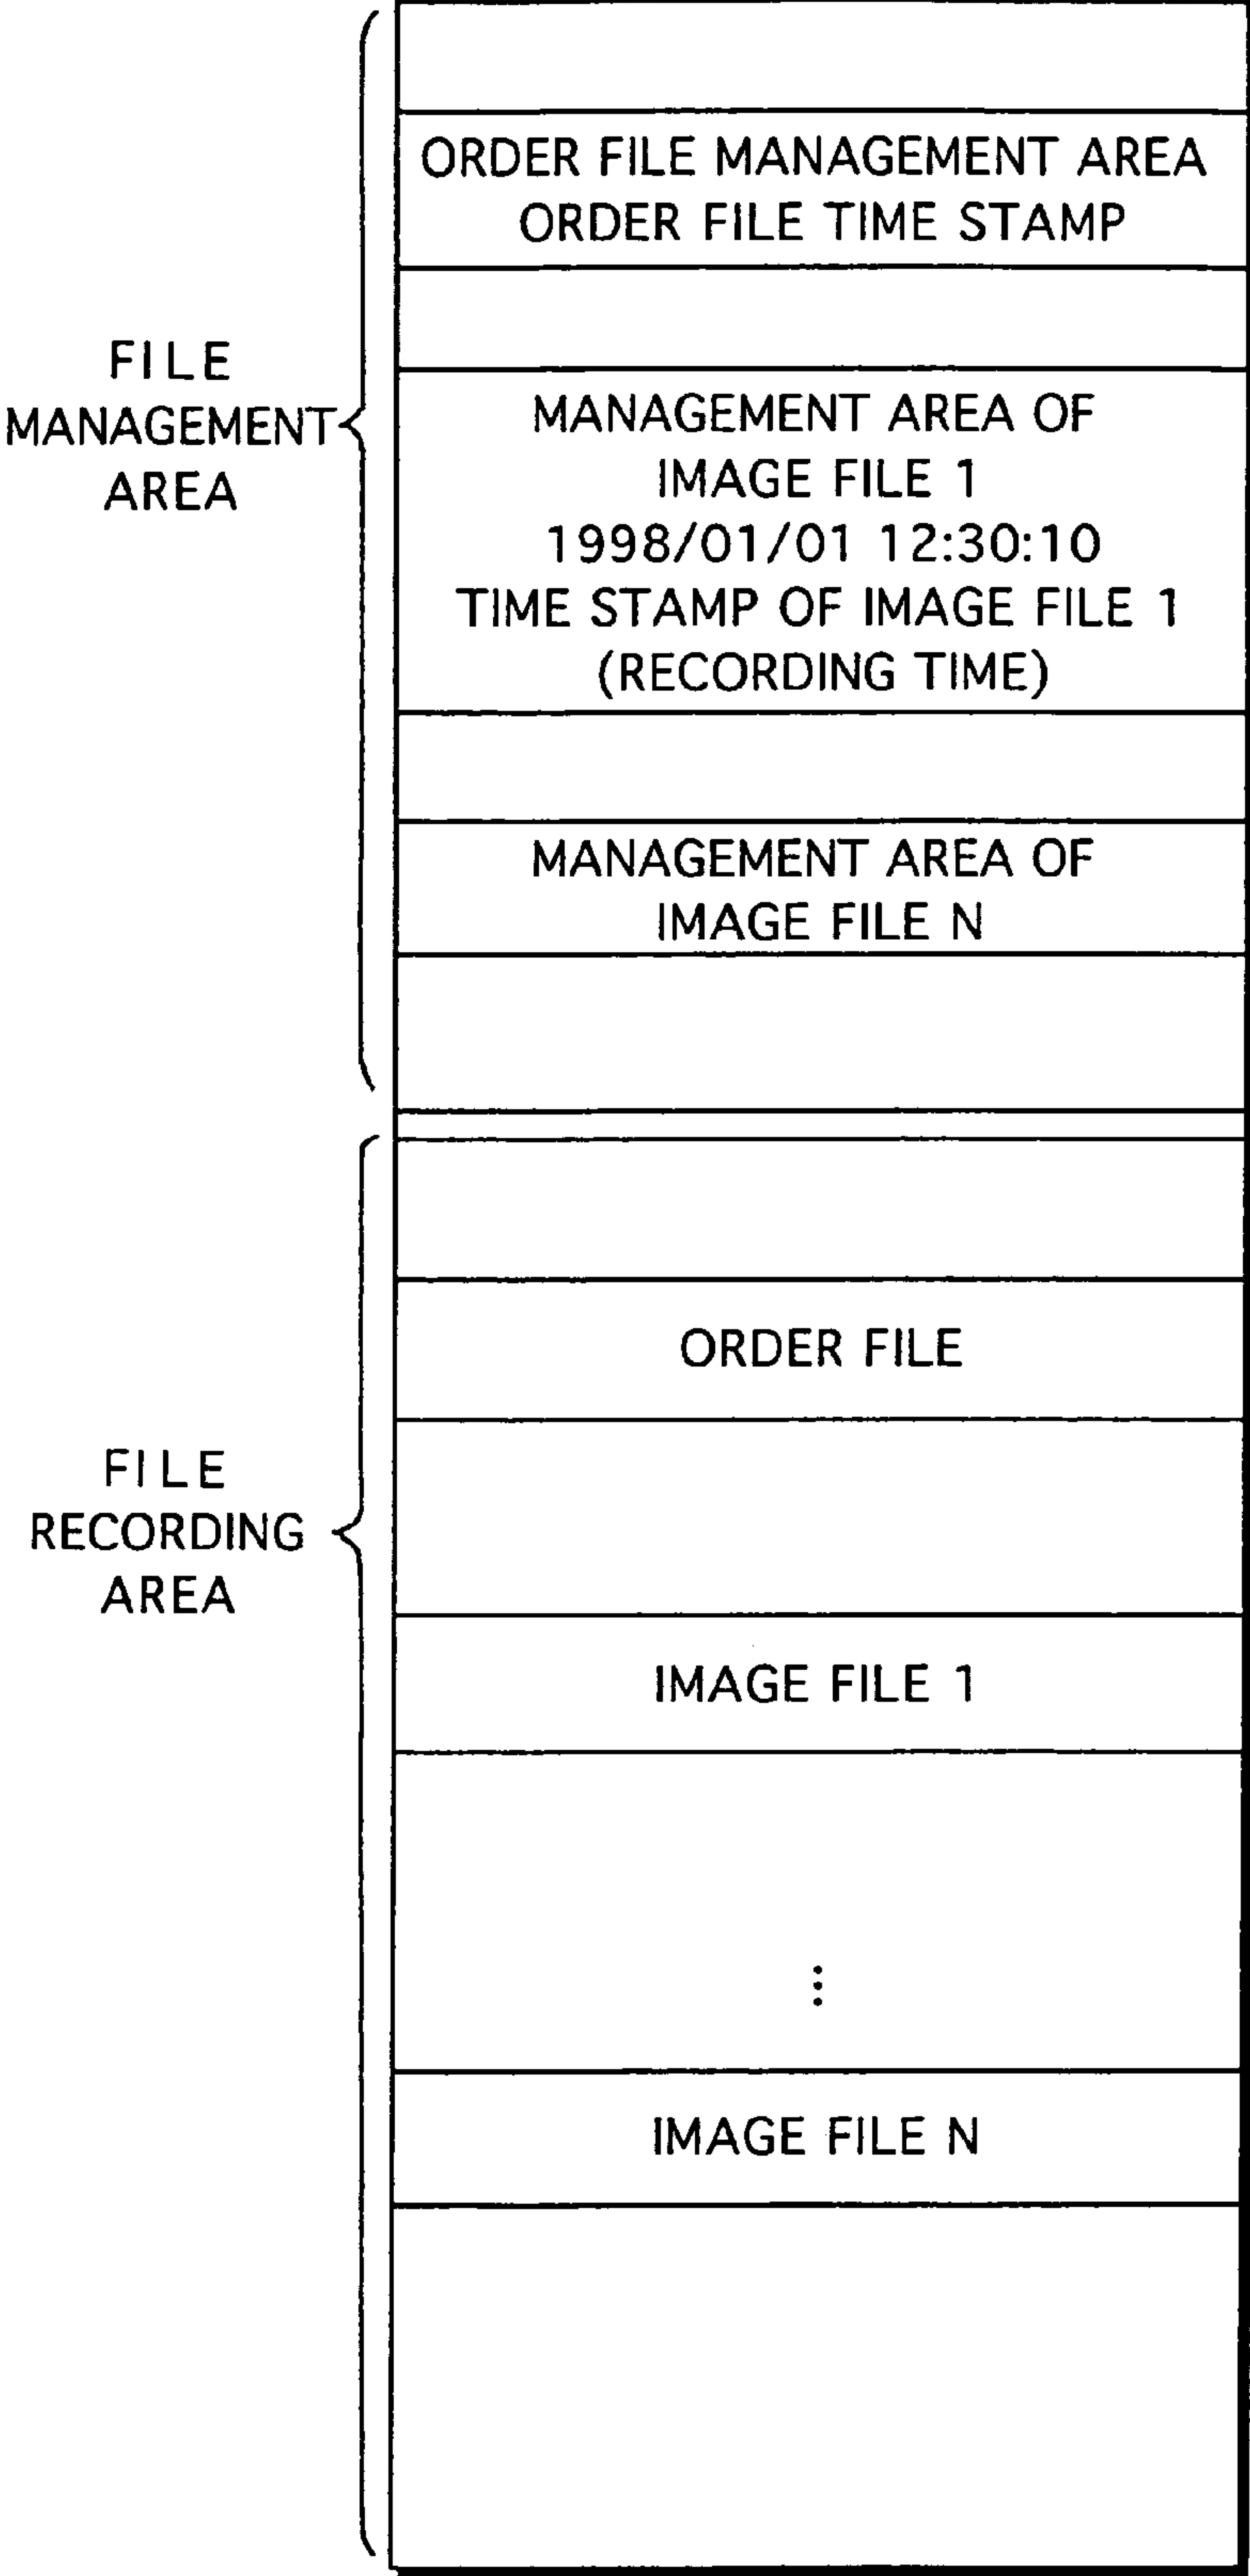 FILE
MANAGEMENT
AREA
ORDER FILE MANAGEMENT AREA
ORDER FILE TIME STAMP
MANAGEMENT AREA OF
IMAGE FILE 1
1998/01/01 12:30:10
TIME STAMP OF IMAGE FILE 1
(RECORDING TIME)
MANAGEMENT AREA OF
IMAGE FILE N
FILE
RECORDING
AREA
ORDER FILE
IMAGE FILE 1
⋮
IMAGE FILE N